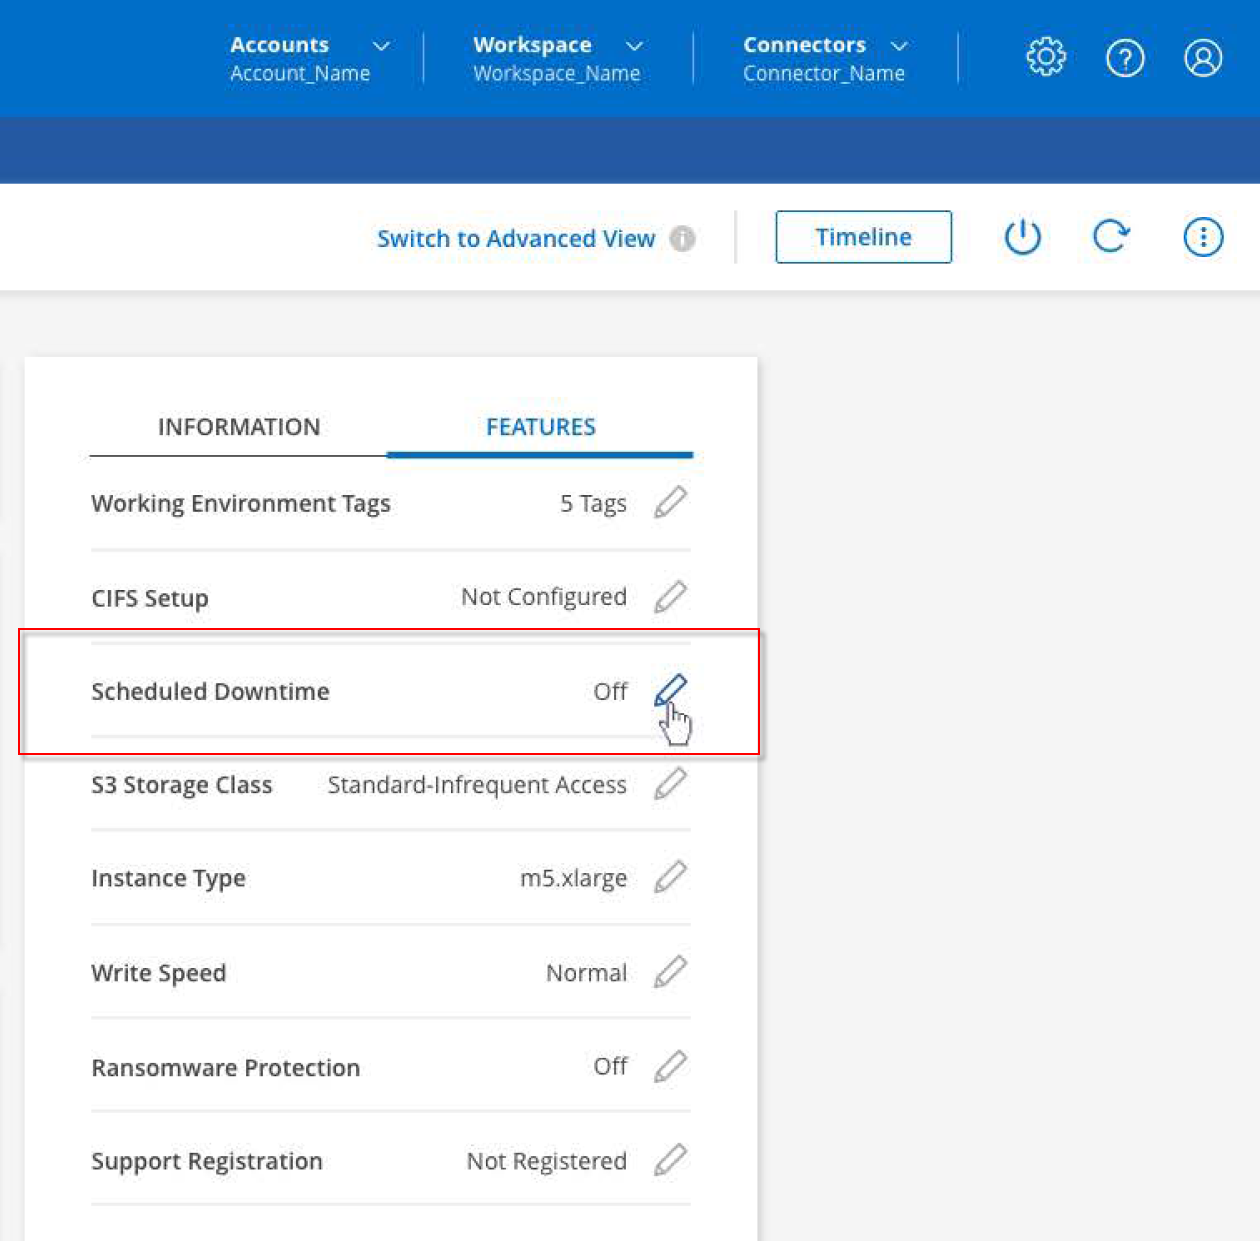 Accounts
Account_Name
Workspace
Workspace_Name
Connectors
Connector_Name
Switch to Advanced View
Timeline
INFORMATION
FEATURES
Working Environment Tags 5 Tags
CIFS Setup Not Configured
Scheduled Downtime Off
S3 Storage Class Standard-Infrequent Access
Instance Type m5.xlarge
Write Speed Normal
Ransomware Protection Off
Support Registration Not Registered